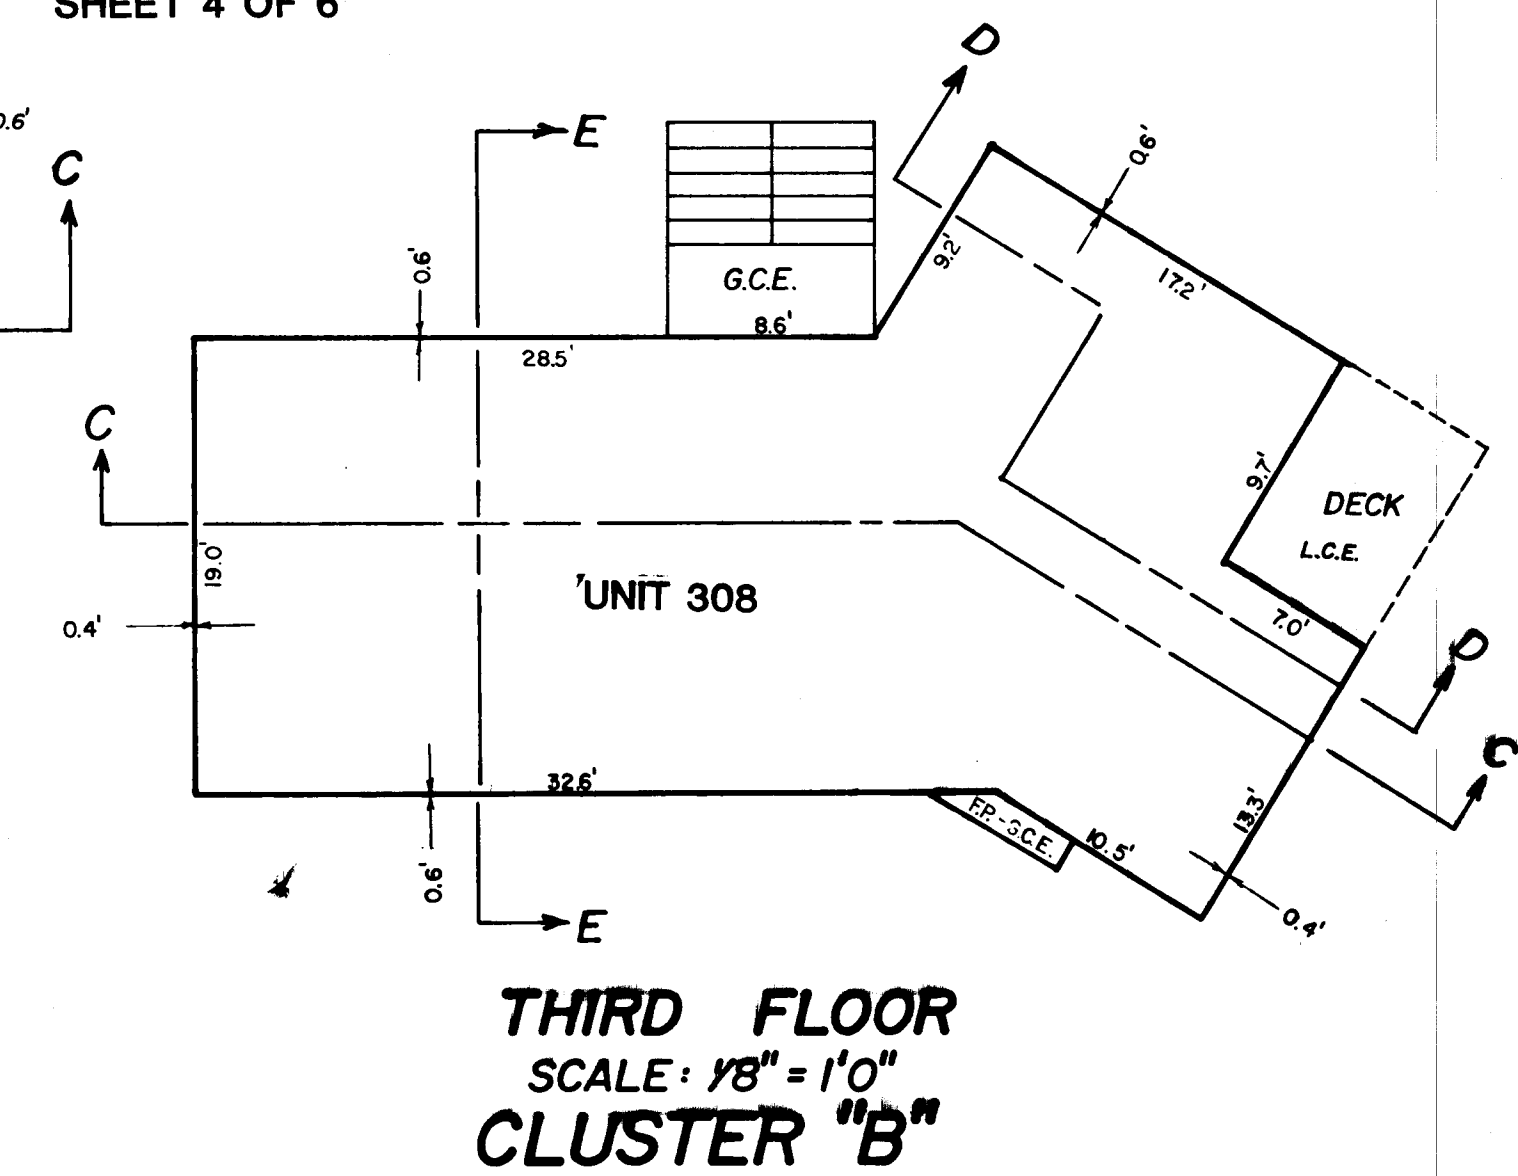 SHEET 4 OF 6
0.6'
C
D
E
0.6'
0.6'
G.C.E.
9.2'
17.2'
8.6'
28.5'
C
9.7'
DECK
L.C.E.
19.0'
UNIT 308
0.4'
7.0'
D
C
32.6'
F.P.-G.C.E.
10.5'
13.3'
0.6'
E
0.4'
THIRD FLOOR
SCALE: 1/8" = 1'0"
CLUSTER "B"